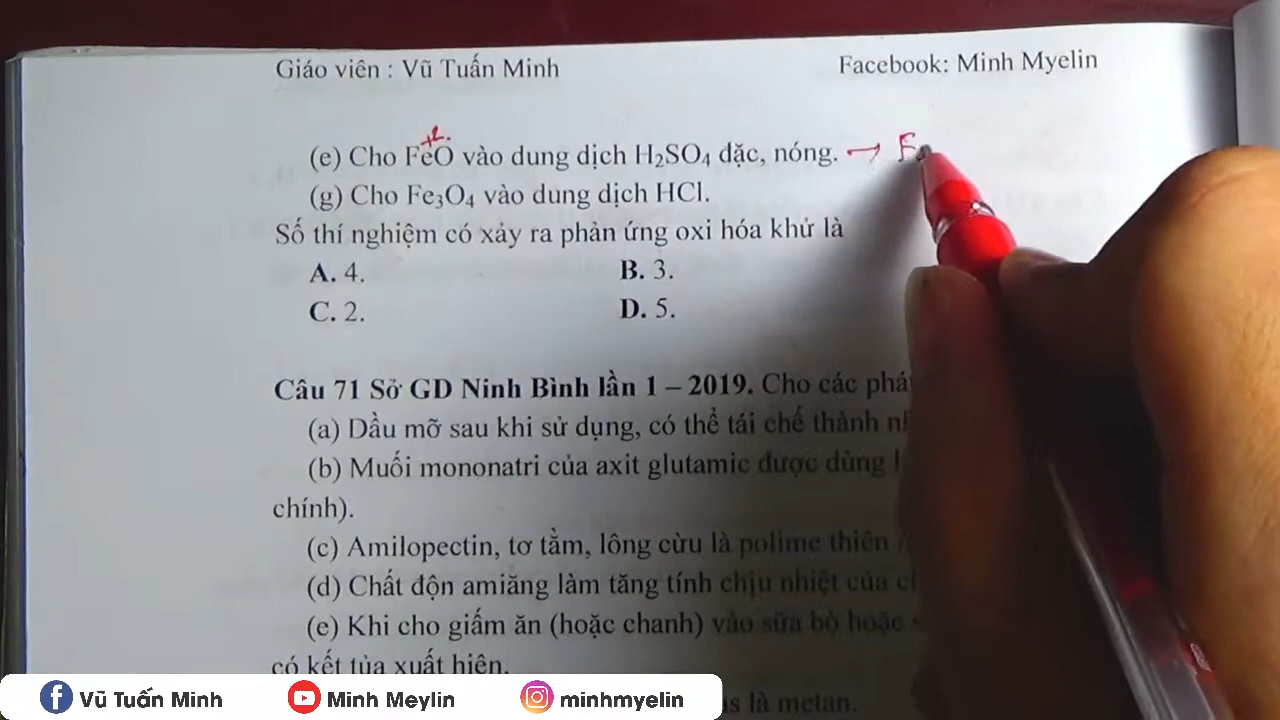 Giáo viên : Vũ Tuấn Minh Facebook: Minh Myelin
+2
(e) Cho FeO vào dung dịch H₂SO₄ đặc, nóng. → Fe
(g) Cho Fe₃O₄ vào dung dịch HCl.
Số thí nghiệm có xảy ra phản ứng oxi hóa khử là
A. 4. B. 3.
C. 2. D. 5.
Câu 71 Sở GD Ninh Bình lần 1 – 2019. Cho các
(a) Dầu mỡ sau khi sử dụng, có thể tái chế thành
(b) Muối mononatri của axit glutamic được dùng
chính).
(c) Amilopectin, tơ tằm, lông cừu là polime thiên
(d) Chất độn amiăng làm tăng tính chịu nhiệt của
(e) Khi cho giấm ăn (hoặc chanh) vào sữa bò hoặc
có kết tủa xuất hiện.
là metan.
Vũ Tuấn Minh Minh Meylin minhmyelin